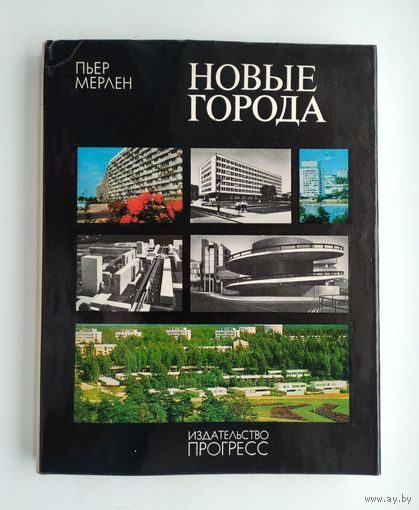 ПЬЕР
МЕРЛЕН
НОВЫЕ
ГОРОДА
ИЗДАТЕЛЬСТВО
ПРОГРЕСС
www.ay.by